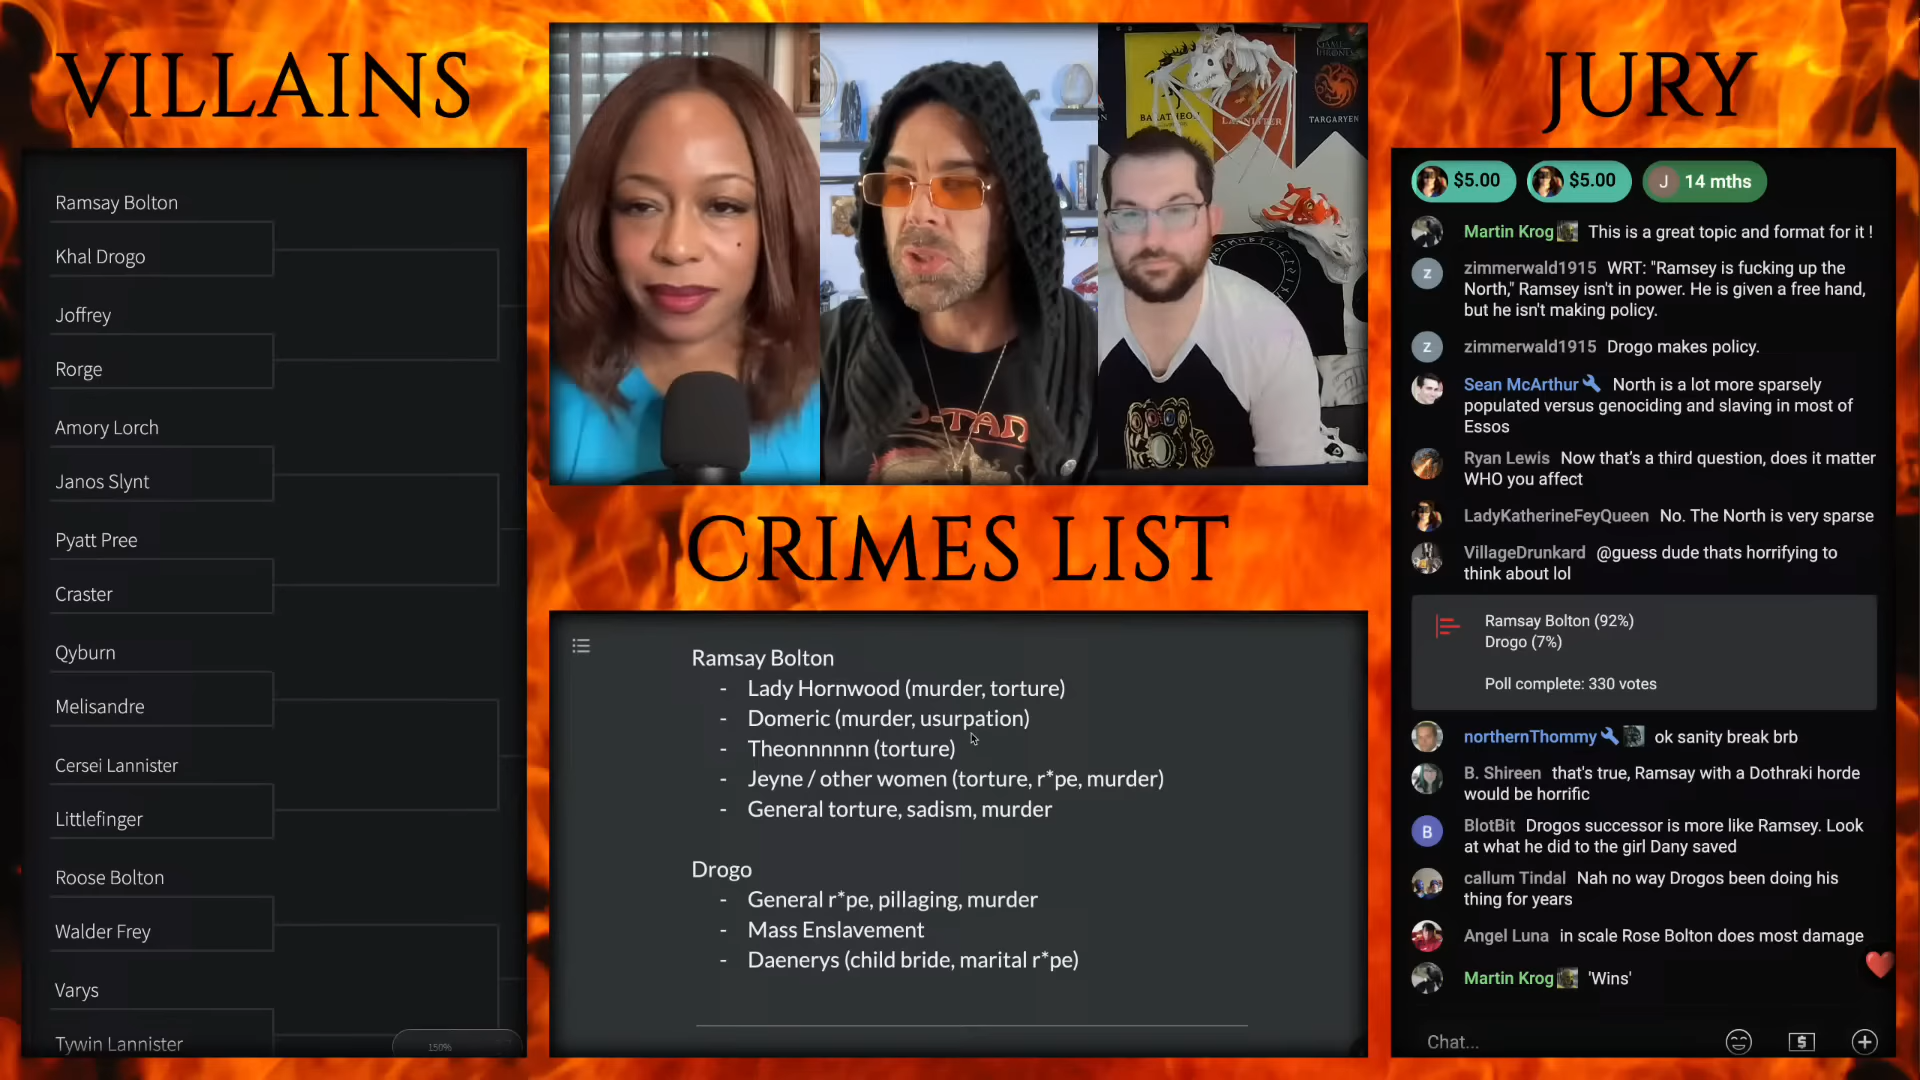 VILLAINS
Ramsay Bolton
Khal Drogo
Joffrey
Rorge
Amory Lorch
Janos Slynt
Pyatt Pree
Craster
Qyburn
Melisandre
Cersei Lannister
Littlefinger
Roose Bolton
Walder Frey
Varys
Tywin Lannister
150%
GAME THRONES
BARATHEON
LANNISTER
TARGARYEN
-TAN
CRIMES LIST
Ramsay Bolton
- Lady Hornwood (murder, torture)
- Domeric (murder, usurpation)
- Theonnnnnn (torture)
- Jeyne / other women (torture, r*pe, murder)
- General torture, sadism, murder
Drogo
- General r*pe, pillaging, murder
- Mass Enslavement
- Daenerys (child bride, marital r*pe)
JURY
$5.00 $5.00 J 14 mths
Martin Krog This is a great topic and format for it !
z zimmerwald1915 WRT: "Ramsey is fucking up the
North," Ramsey isn't in power. He is given a free hand,
but he isn't making policy.
z zimmerwald1915 Drogo makes policy.
Sean McArthur North is a lot more sparsely
populated versus genociding and slaving in most of
Essos
Ryan Lewis Now that's a third question, does it matter
WHO you affect
LadyKatherineFeyQueen No. The North is very sparse
VillageDrunkard @guess dude thats horrifying to
think about lol
Ramsay Bolton (92%)
Drogo (7%)
Poll complete: 330 votes
northernThommy ok sanity break brb
B. Shireen that's true, Ramsay with a Dothraki horde
would be horrific
B BlotBit Drogos successor is more like Ramsey. Look
at what he did to the girl Dany saved
callum Tindal Nah no way Drogos been doing his
thing for years
Angel Luna in scale Rose Bolton does most damage
Martin Krog 'Wins'
Chat...